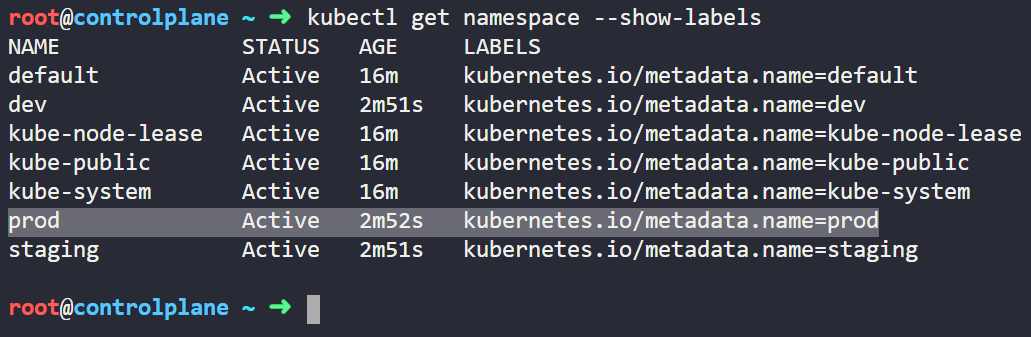 root@controlplane ~ ➜ kubectl get namespace --show-labels
NAME STATUS AGE LABELS
default Active 16m kubernetes.io/metadata.name=default
dev Active 2m51s kubernetes.io/metadata.name=dev
kube-node-lease Active 16m kubernetes.io/metadata.name=kube-node-lease
kube-public Active 16m kubernetes.io/metadata.name=kube-public
kube-system Active 16m kubernetes.io/metadata.name=kube-system
prod Active 2m52s kubernetes.io/metadata.name=prod
staging Active 2m51s kubernetes.io/metadata.name=staging
root@controlplane ~ ➜